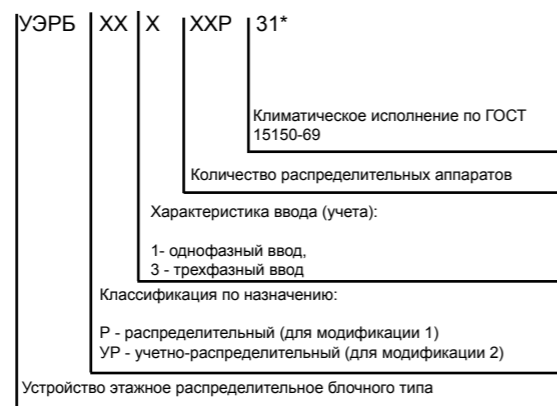 УЭРБ ХХ Х ХХР 31*
Климатическое исполнение по ГОСТ
15150-69
Количество распределительных аппаратов
Характеристика ввода (учета):
1- однофазный ввод,
3 - трехфазный ввод
Классификация по назначению:
Р - распределительный (для модификации 1)
УР - учетно-распределительный (для модификации 2)
Устройство этажное распределительное блочного типа